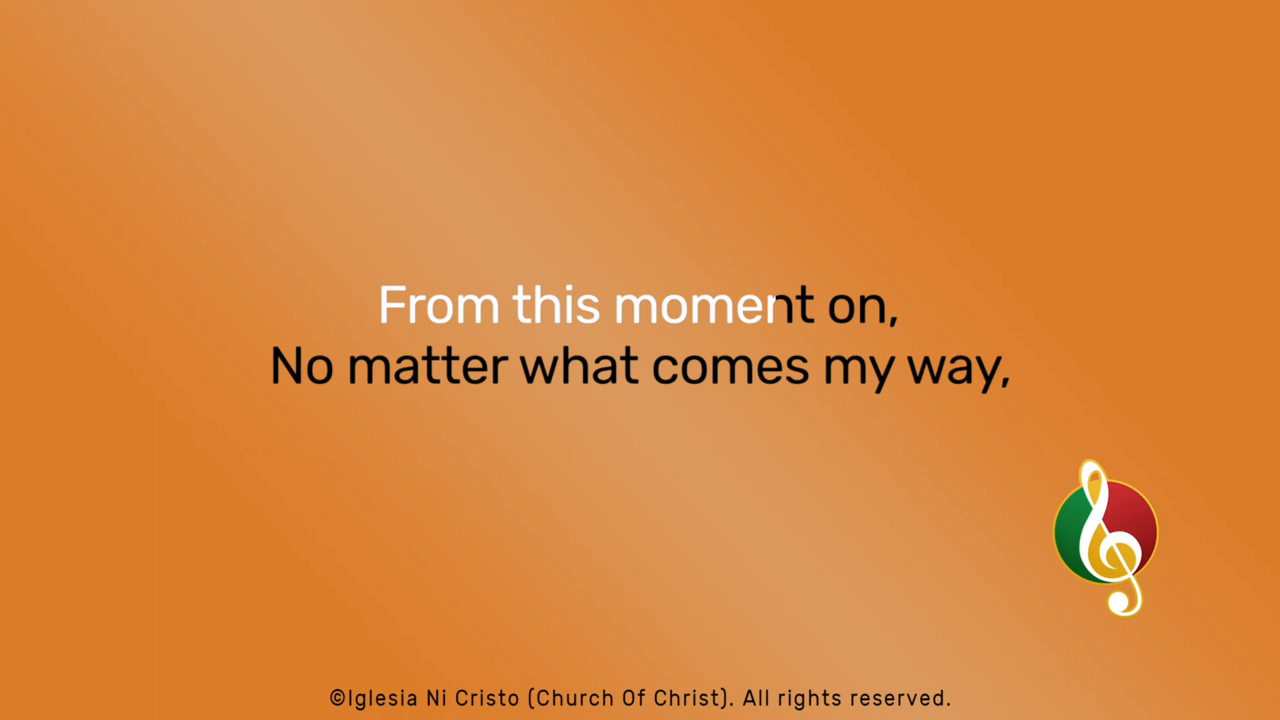 From this moment on,
No matter what comes my way,
©Iglesia Ni Cristo (Church Of Christ). All rights reserved.